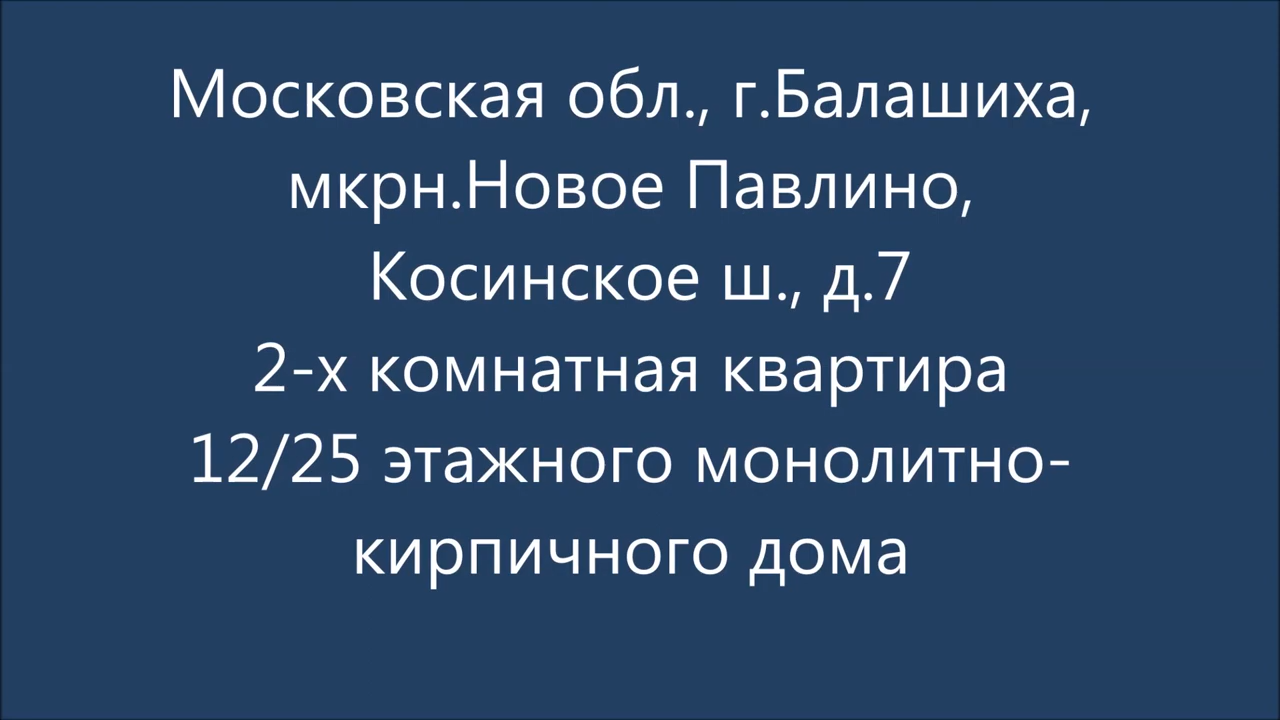 Московская обл., г.Балашиха,
мкрн.Новое Павлино,
Косинское ш., д.7
2-х комнатная квартира
12/25 этажного монолитно-
кирпичного дома